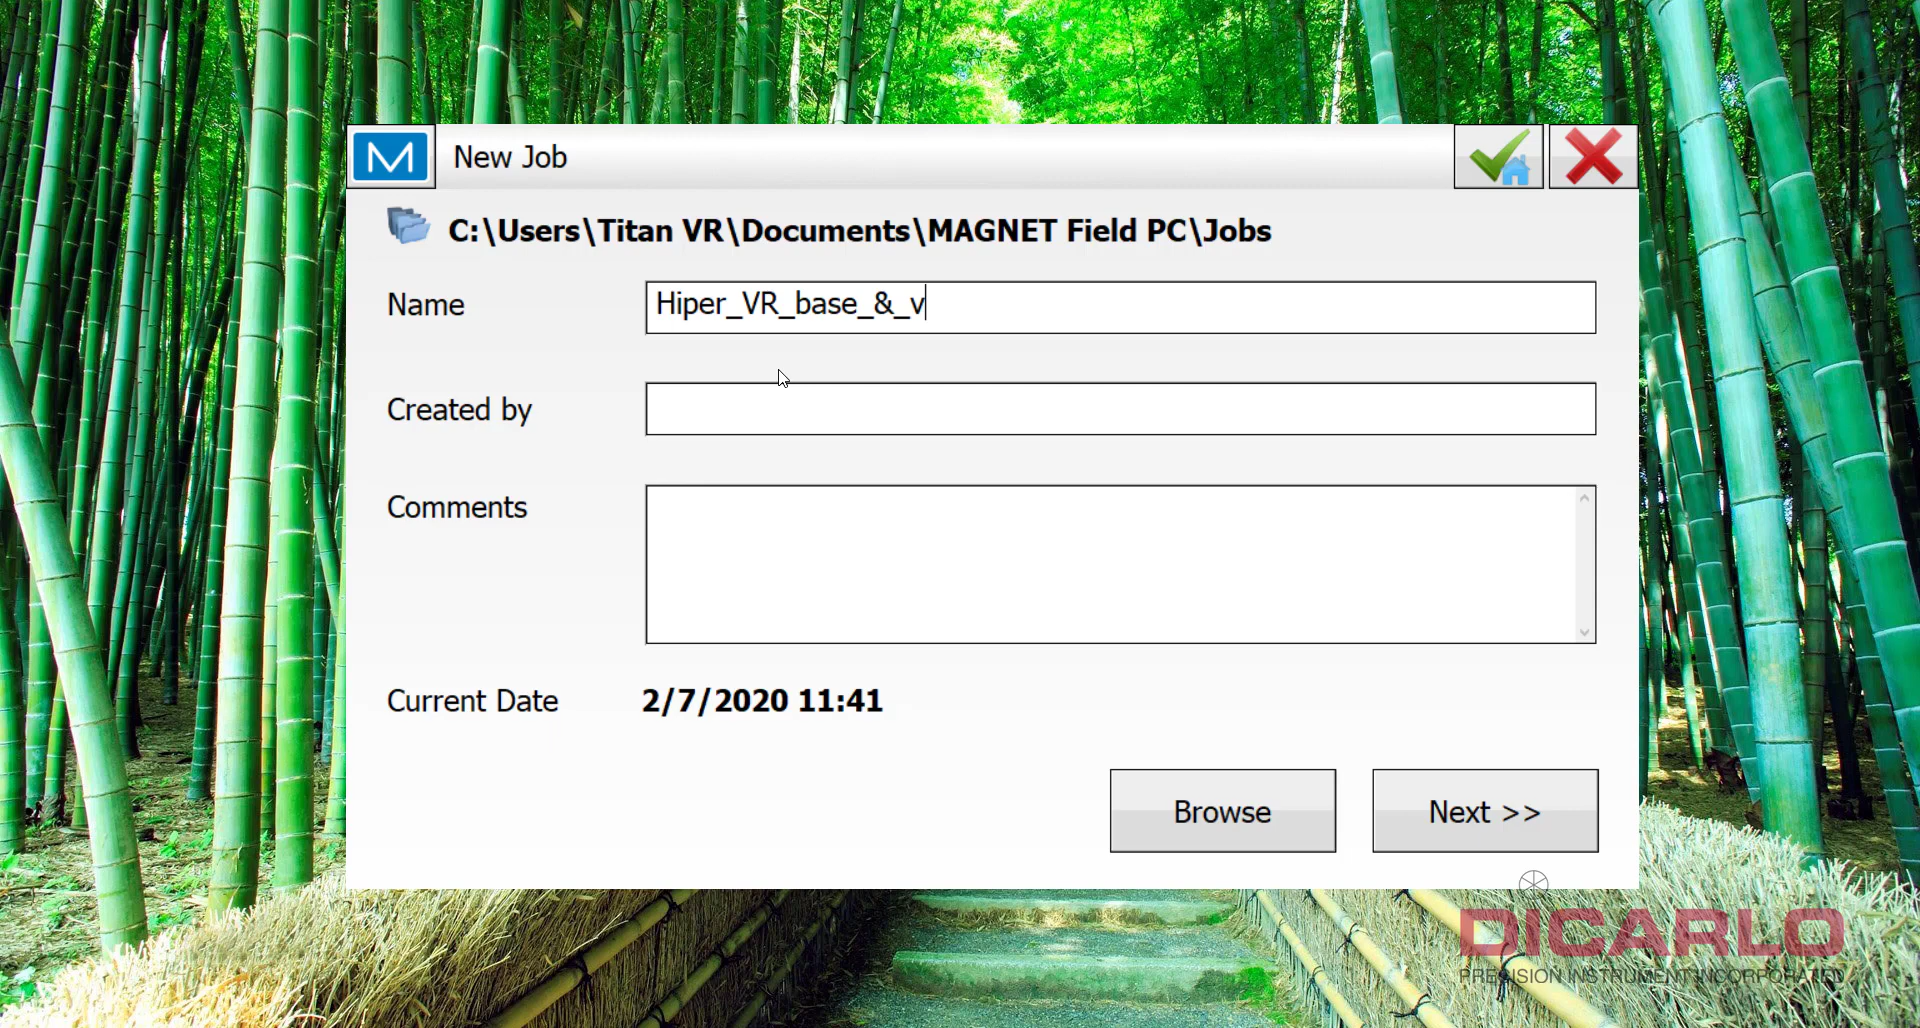 M New Job
C:\Users\Titan VR\Documents\MAGNET Field PC\Jobs
Name Hiper_VR_base_&_v
Created by
Comments
Current Date 2/7/2020 11:41
Browse Next >>
DICARLO
PRECISION INSTRUMENT INCORPORATED